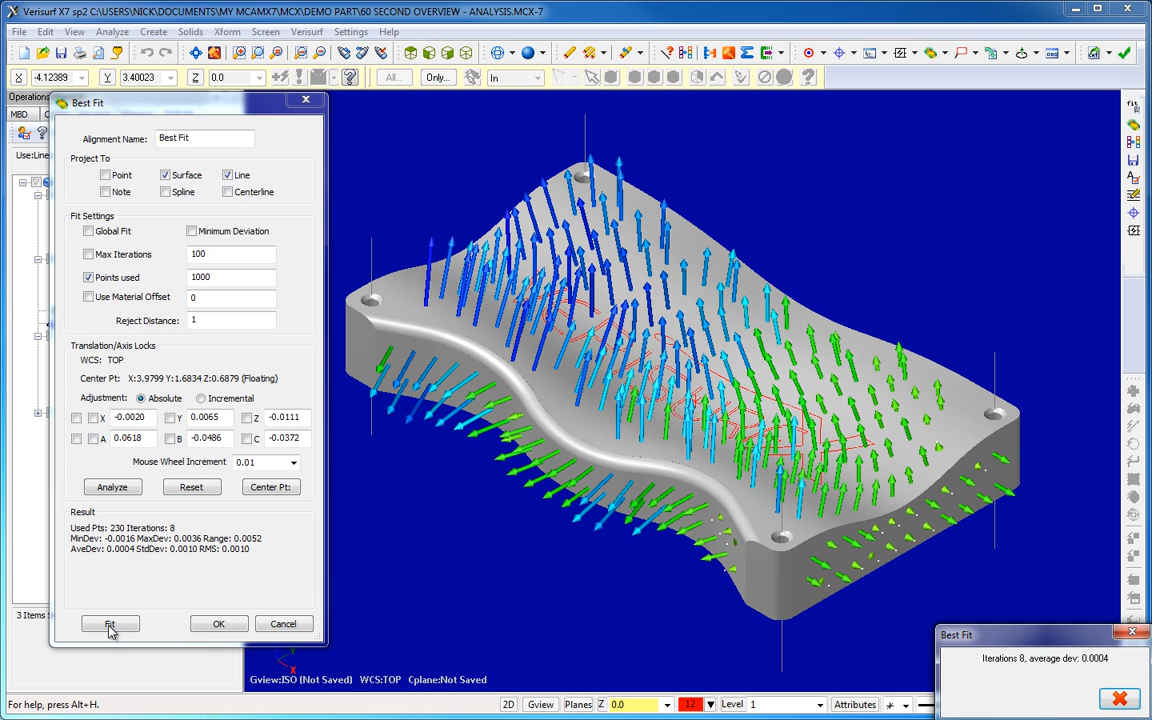 Verisurf X7 sp2 C:\USERS\NICK\DOCUMENTS\MY MCAMX7\MCX\DEMO PART\60 SECOND OVERVIEW - ANALYSIS.MCX-7
File Edit View Analyze Create Solids Xform Screen Verisurf Settings Help
X -4.12389 Y 3.40023 Z 0.0 All... Only... In
Operations
MBD
Use:Line
3 Items
Best Fit
Alignment Name: Best Fit
Project To
Point Surface Line
Note Spline Centerline
Fit Settings
Global Fit Minimum Deviation
Max Iterations 100
Points used 1000
Use Material Offset 0
Reject Distance: 1
Translation/Axis Locks
WCS: TOP
Center Pt: X:3.9799 Y:1.6834 Z:0.6879 (Floating)
Adjustment: Absolute Incremental
X -0.0020 Y 0.0065 Z -0.0111
A 0.0618 B -0.0486 C -0.0372
Mouse Wheel Increment 0.01
Analyze Reset Center Pt:
Result
Used Pts: 230 Iterations: 8
MinDev: -0.0016 MaxDev: 0.0036 Range: 0.0052
AveDev: 0.0004 StdDev: 0.0010 RMS: 0.0010
Fit OK Cancel
X
Gview:ISO (Not Saved) WCS:TOP Cplane:Not Saved
Best Fit
Iterations 8, average dev: 0.0004
For help, press Alt+H.
2D Gview Planes Z 0.0 12 Level 1 Attributes